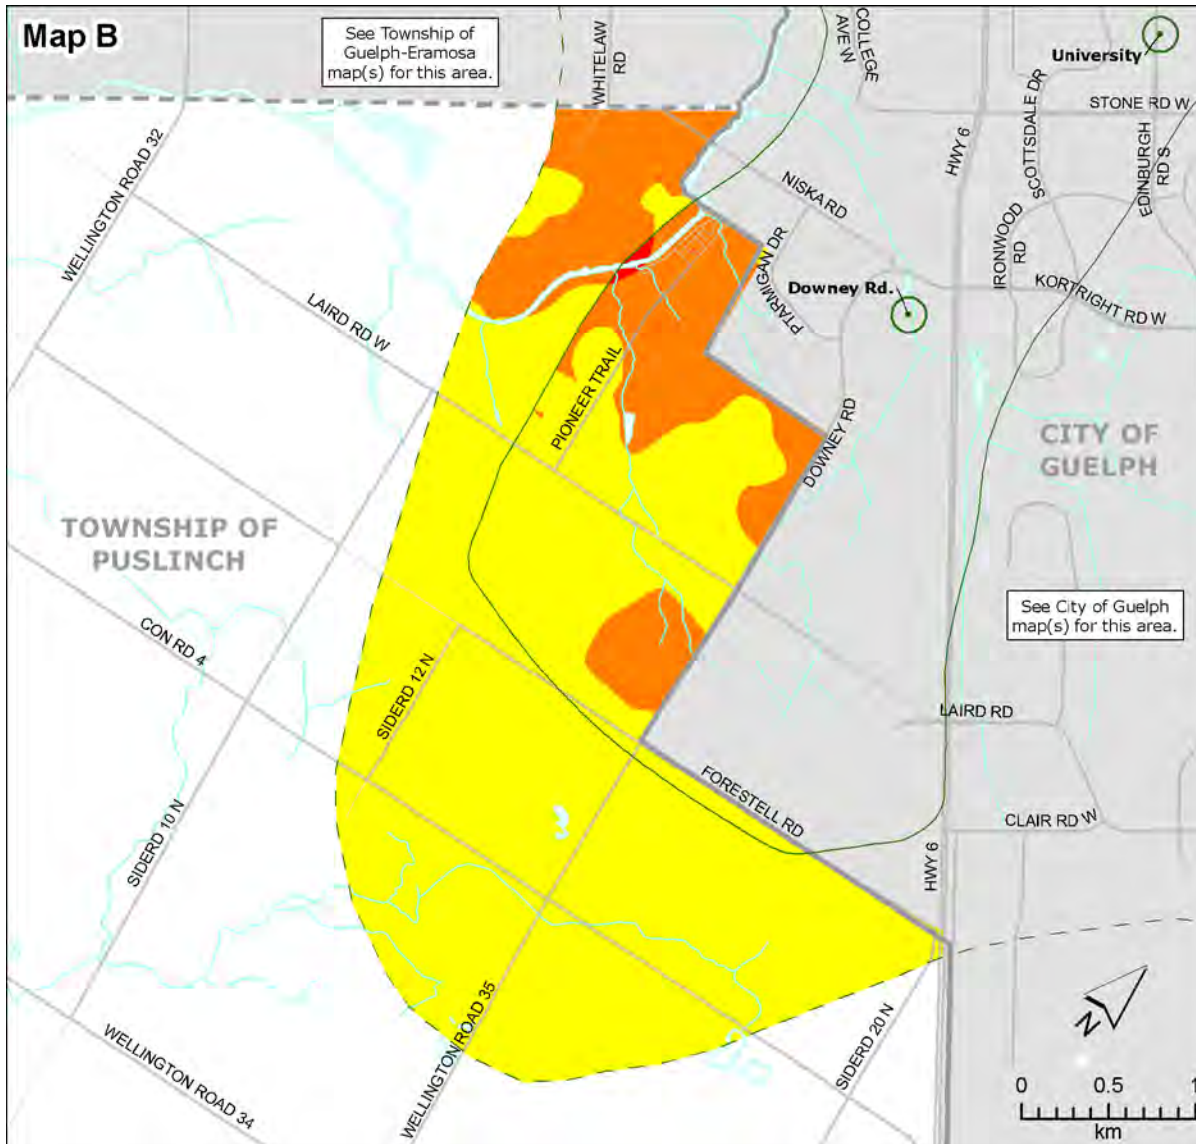 Map B
See Township of
Guelph-Eramosa
map(s) for this area.
WHITELAW
RD
COLLEGE
AVE W
University
STONE RD W
SCOTTSDALE DR
EDINBURGH
RD S
HWY 6
WELLINGTON ROAD 32
NISKA RD
IRONWOOD
RD
PTARMIGAN DR
Downey Rd.
KORTRIGHT RD W
LAIRD RD W
PIONEER TRAIL
DOWNEY RD
CITY OF
GUELPH
TOWNSHIP OF
PUSLINCH
See City of Guelph
map(s) for this area.
CON RD 4
SIDERD 12 N
LAIRD RD
FORESTELL RD
CLAIR RD W
SIDERD 10 N
HWY 6
WELLINGTON ROAD 35
SIDERD 20 N
WELLINGTON ROAD 34
N
0 0.5 1
km